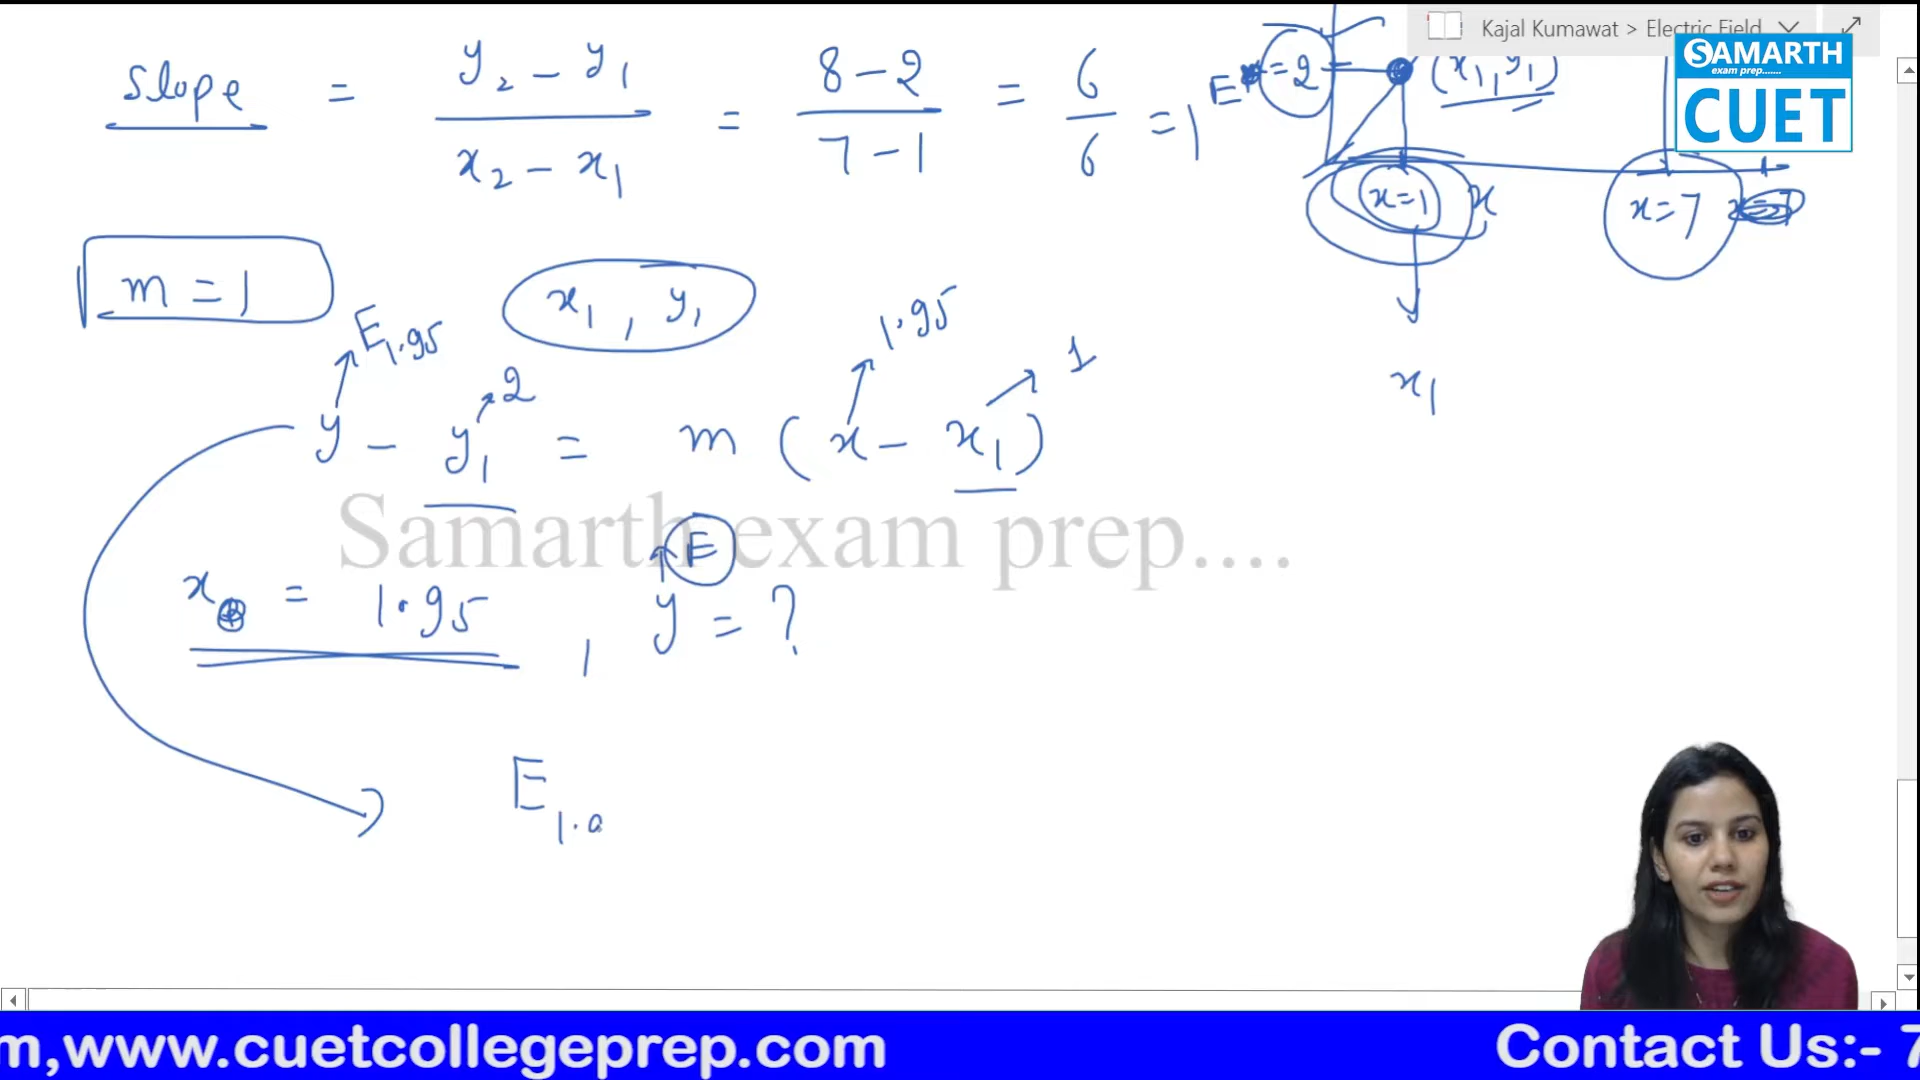 Kajal Kumawat > Electric Field
SAMARTH
exam prep.......
CUET
slope = y₂ - y₁ / x₂ - x₁ = 8 - 2 / 7 - 1 = 6 / 6 = 1
E = 2
(x₁, y₁)
x=1 x
x=7
x₁
m = 1
x₁, y₁
E1.95
2
1.95
1
y - y₁ = m (x - x₁)
Samarth exam prep....
E
x = 1.95, y = ?
E1.
m,www.cuetcollegeprep.com
Contact Us:- 7